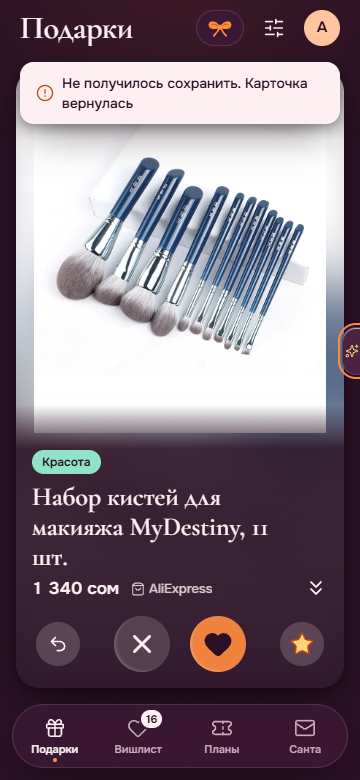 Подарки
A
Не получилось сохранить. Карточка
вернулась
Красота
Набор кистей для
макияжа MyDestiny, 11
шт.
1 340 сом
AliExpress
16
Подарки
Вишлист
Планы
Санта